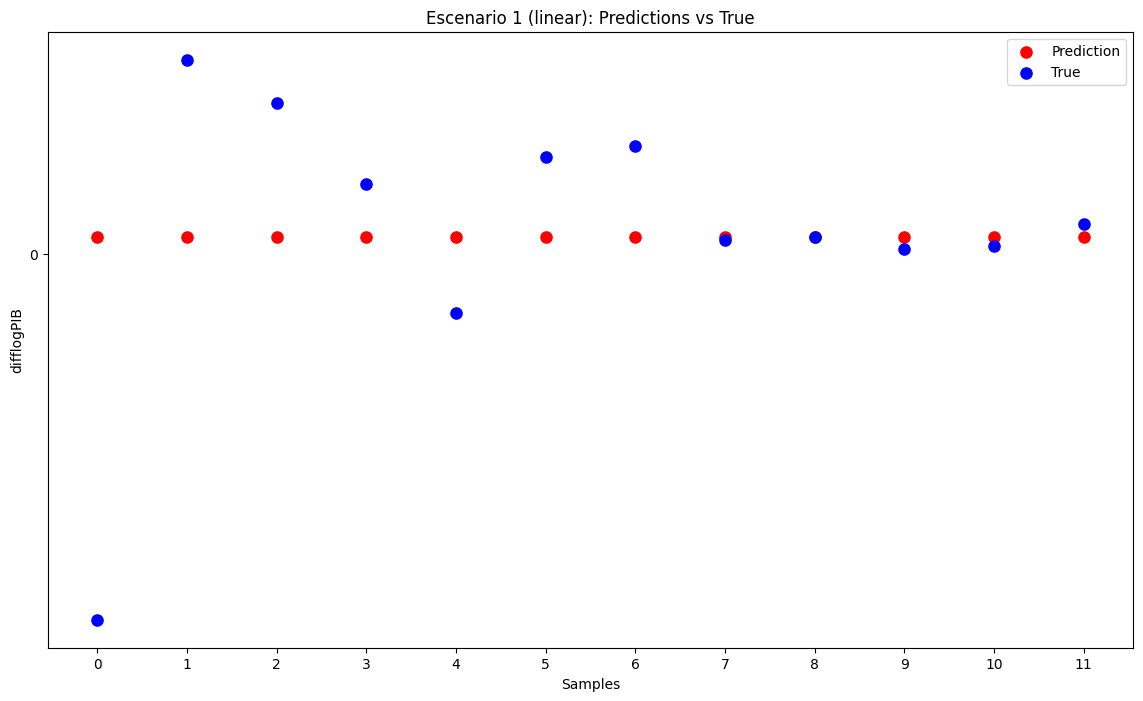 Escenario 1 (linear): Predictions vs True
Prediction
True
0
difflogPIB
0 1 2 3 4 5 6 7 8 9 10 11
Samples